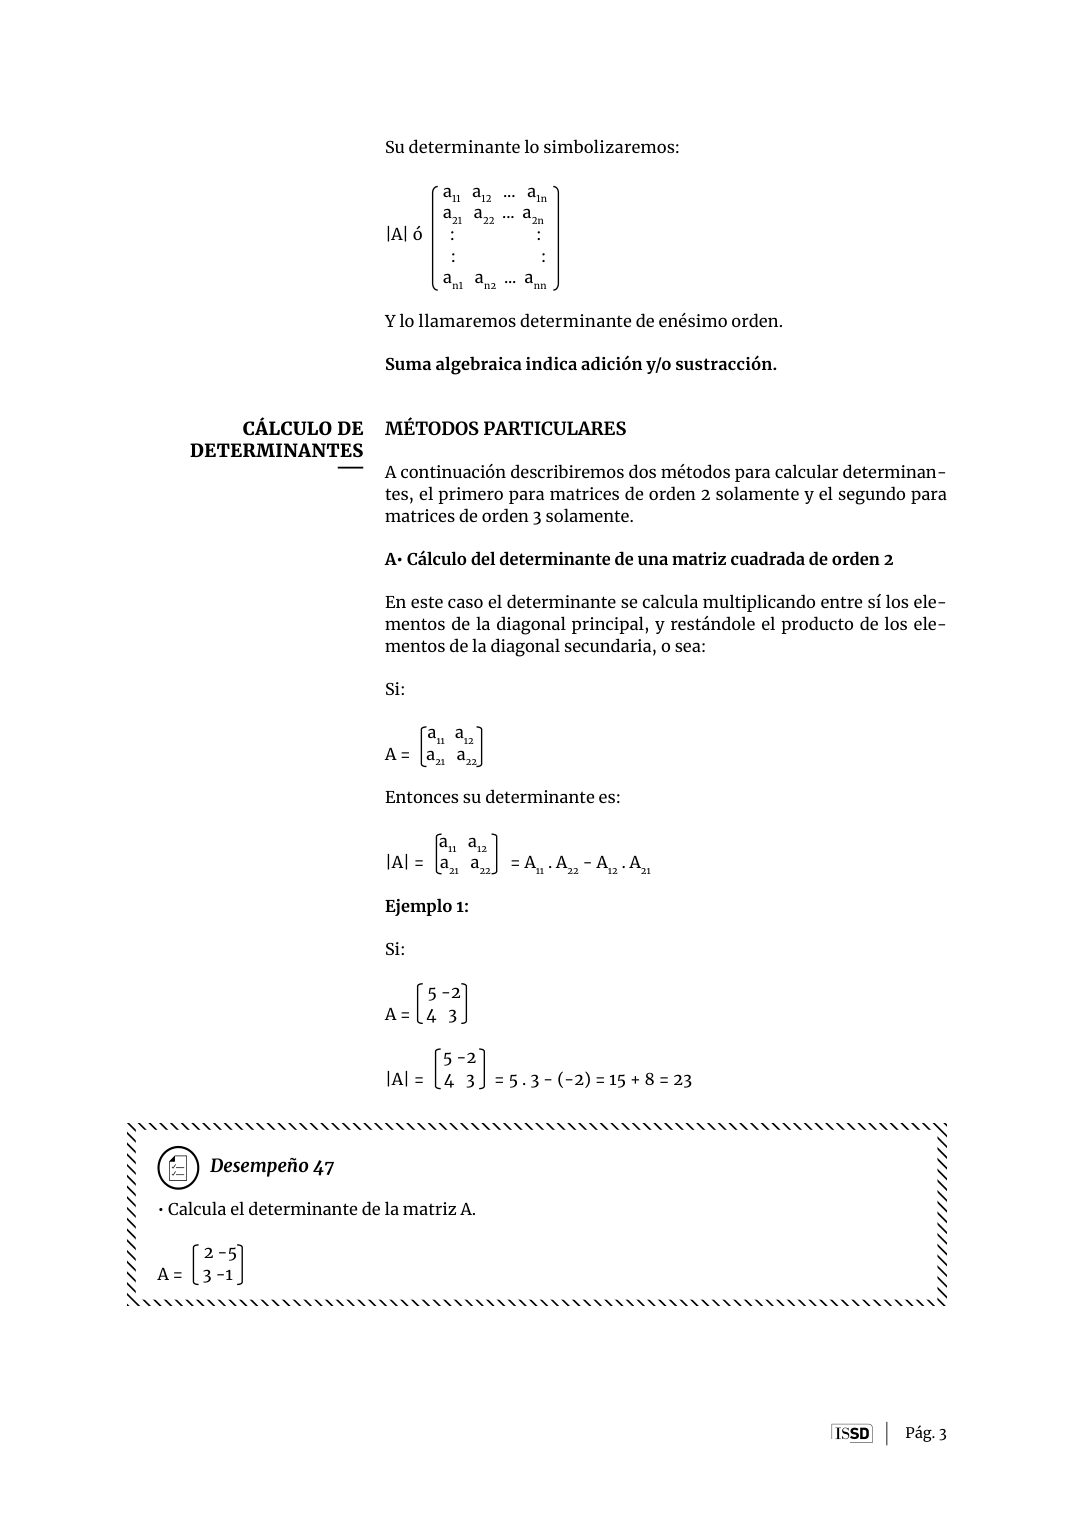 Su determinante lo simbolizaremos:
a11 a12 ... a1n
a21 a22 ... a2n
|A| ó : :
: :
an1 an2 ... ann
Y lo llamaremos determinante de enésimo orden.
Suma algebraica indica adición y/o sustracción.
CÁLCULO DE
DETERMINANTES
MÉTODOS PARTICULARES
A continuación describiremos dos métodos para calcular determinan-
tes, el primero para matrices de orden 2 solamente y el segundo para
matrices de orden 3 solamente.
A• Cálculo del determinante de una matriz cuadrada de orden 2
En este caso el determinante se calcula multiplicando entre sí los ele-
mentos de la diagonal principal, y restándole el producto de los ele-
mentos de la diagonal secundaria, o sea:
Si:
a11 a12
A = a21 a22
Entonces su determinante es:
a11 a12
|A| = a21 a22 = A11 . A22 - A12 . A21
Ejemplo 1:
Si:
5 -2
A = 4 3
5 -2
|A| = 4 3 = 5 . 3 - (-2) = 15 + 8 = 23
Desempeño 47
• Calcula el determinante de la matriz A.
2 -5
A = 3 -1
ISSD | Pág. 3